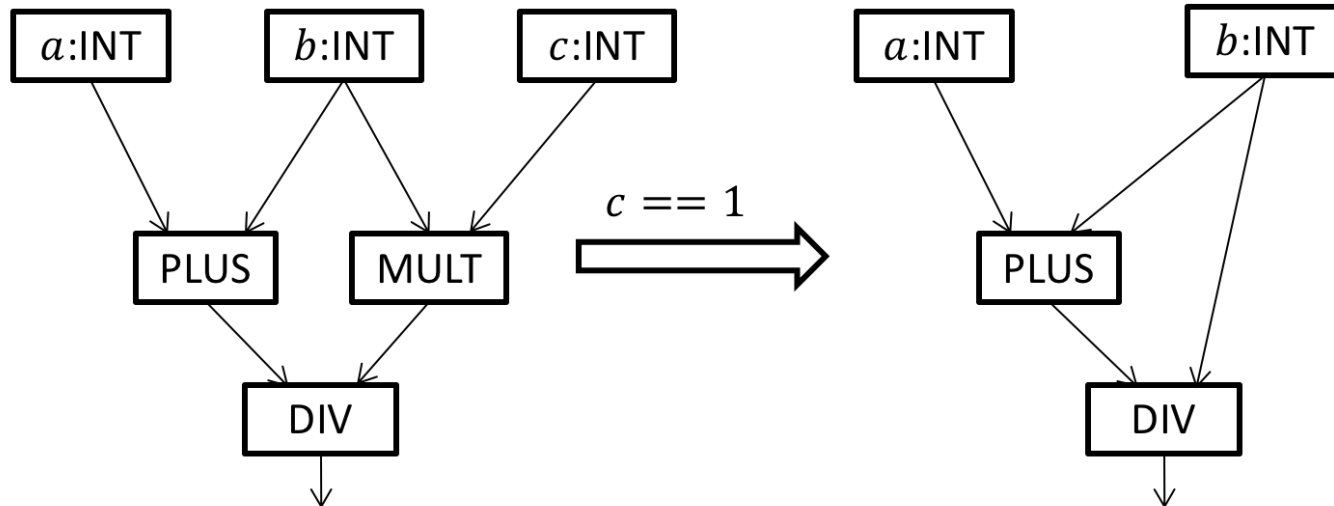 a:INT
b:INT
c:INT
a:INT
b:INT
c == 1
PLUS
MULT
PLUS
DIV
DIV